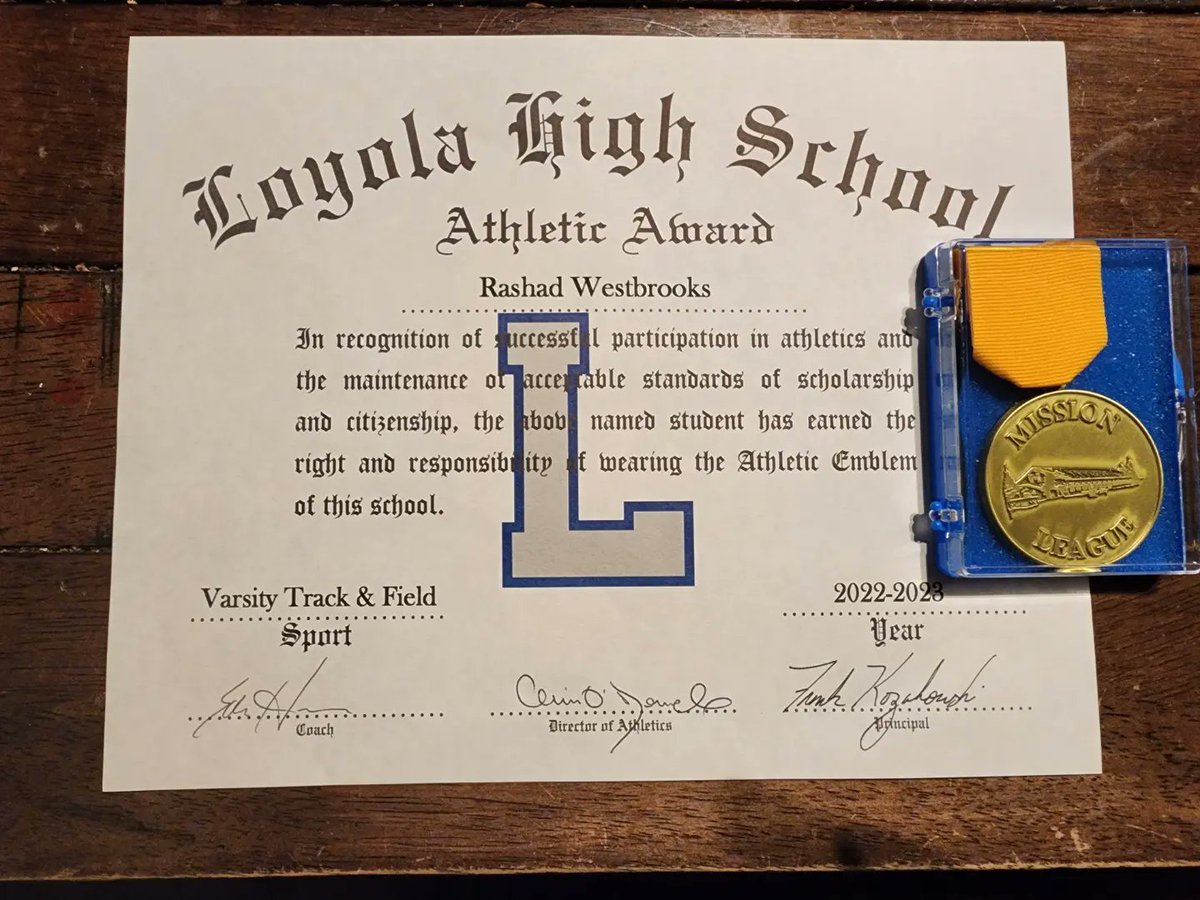 Loyola High School
Athletic Award
Rashad Westbrooks
In recognition of successful participation in athletics and
the maintenance of acceptable standards of scholarship
and citizenship, the above named student has earned the
right and responsibility of wearing the Athletic Emblem
of this school.
L
MISSION
LEAGUE
Varsity Track & Field
Sport
2022-2023
Year
Coach
Director of Athletics
Frank Kozakowski
Principal